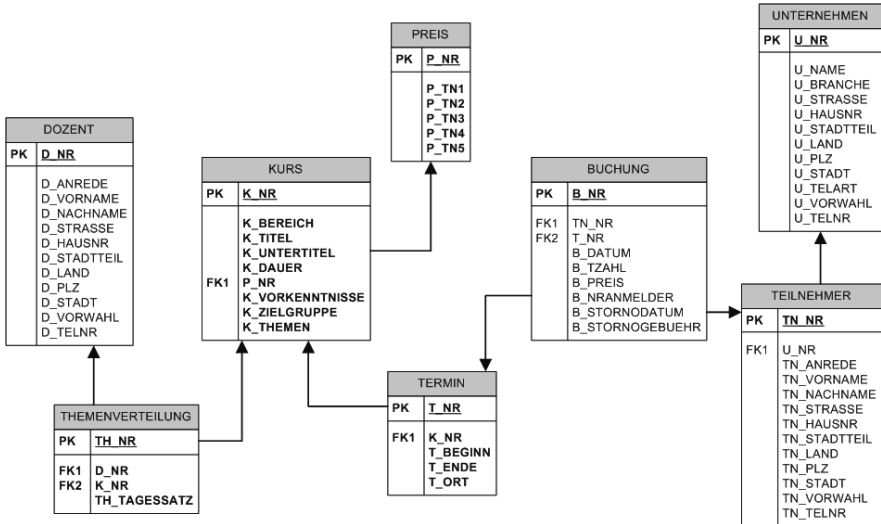 UNTERNEHMEN
PK U_NR
U_NAME
U_BRANCHE
U_STRASSE
U_HAUSNR
U_STADTTEIL
U_LAND
U_PLZ
U_STADT
U_TELART
U_VORWAHL
U_TELNR
PREIS
PK P_NR
P_TN1
P_TN2
P_TN3
P_TN4
P_TN5
DOZENT
PK D_NR
D_ANREDE
D_VORNAME
D_NACHNAME
D_STRASSE
D_HAUSNR
D_STADTTEIL
D_LAND
D_PLZ
D_STADT
D_VORWAHL
D_TELNR
KURS
PK K_NR
K_BEREICH
K_TITEL
K_UNTERTITEL
K_DAUER
FK1 P_NR
K_VORKENNTNISSE
K_ZIELGRUPPE
K_THEMEN
BUCHUNG
PK B_NR
FK1 TN_NR
FK2 T_NR
B_DATUM
B_TZAHL
B_PREIS
B_NRANMELDER
B_STORNODATUM
B_STORNOGEBUEHR
TEILNEHMER
PK TN_NR
FK1 U_NR
TN_ANREDE
TN_VORNAME
TN_NACHNAME
TN_STRASSE
TN_HAUSNR
TN_STADTTEIL
TN_LAND
TN_PLZ
TN_STADT
TN_VORWAHL
TN_TELNR
TERMIN
PK T_NR
FK1 K_NR
T_BEGINN
T_ENDE
T_ORT
THEMENVERTEILUNG
PK TH_NR
FK1 D_NR
FK2 K_NR
TH_TAGESSATZ